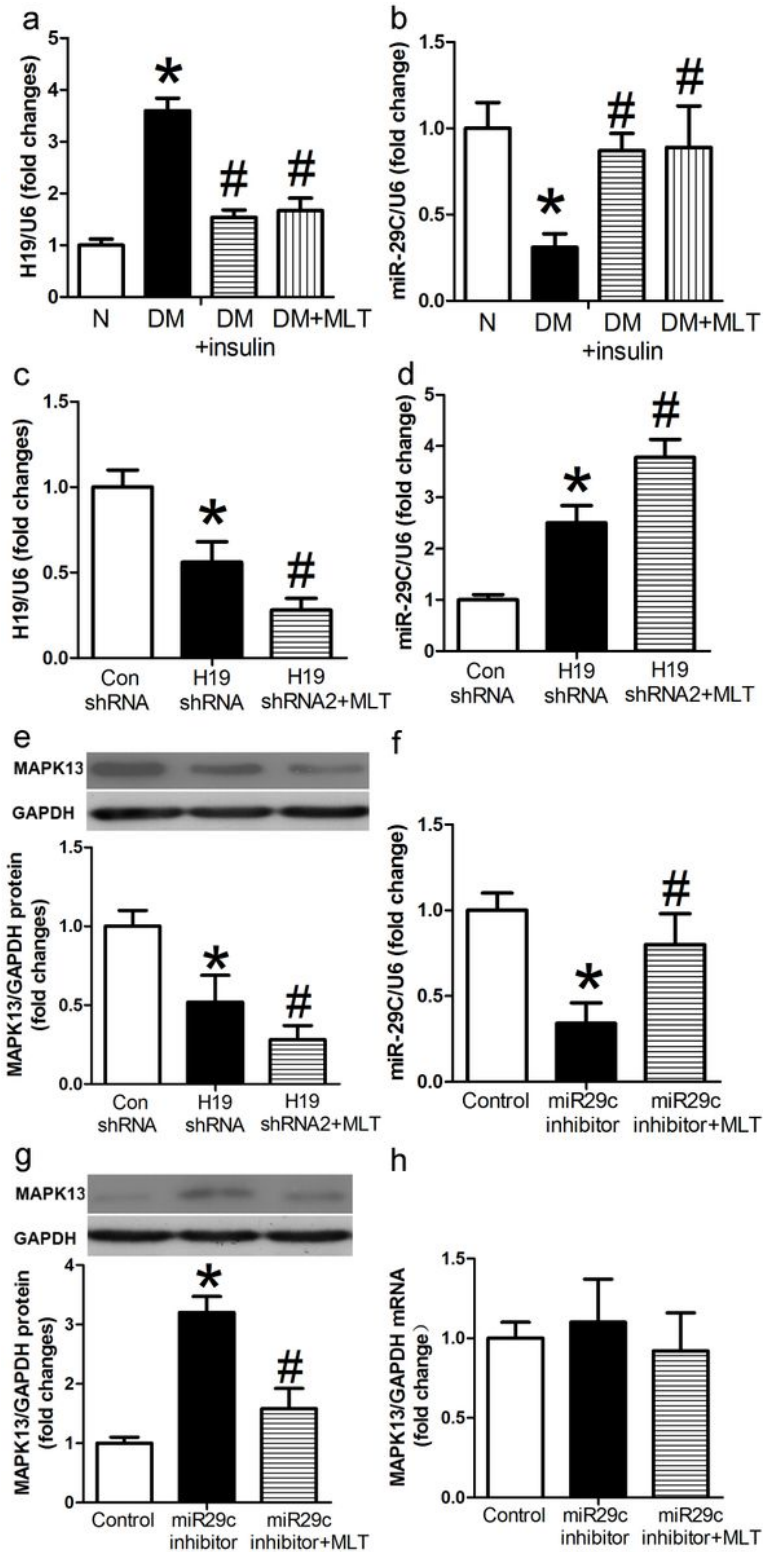 a
H19/U6 (fold changes)
5
4
3
2
1
0
*
#
#
N DM DM DM+MLT
+insulin
b
miR-29C/U6 (fold changes)
1.5
1.0
0.5
0.0
*
#
#
N DM DM DM+MLT
+insulin
c
H19/U6 (fold changes)
1.5
1.0
0.5
0.0
*
#
Con H19 H19
shRNA shRNA shRNA2+MLT
d
miR-29C/U6 (fold change)
5
4
3
2
1
0
*
#
Con H19 H19
shRNA shRNA shRNA2+MLT
e
MAPK13
GAPDH
MAPK13/GAPDH protein
(fold changes)
1.5
1.0
0.5
0.0
*
#
Con H19 H19
shRNA shRNA shRNA2+MLT
f
miR-29C/U6 (fold change)
1.5
1.0
0.5
0.0
*
#
Control miR29c miR29c
inhibitor inhibitor+MLT
g
MAPK13
GAPDH
MAPK13/GAPDH protein
(fold changes)
4
3
2
1
0
*
#
Control miR29c miR29c
inhibitor inhibitor+MLT
h
MAPK13/GAPDH mRNA
(fold change)
1.5
1.0
0.5
0.0
Control miR29c miR29c
inhibitor inhibitor+MLT